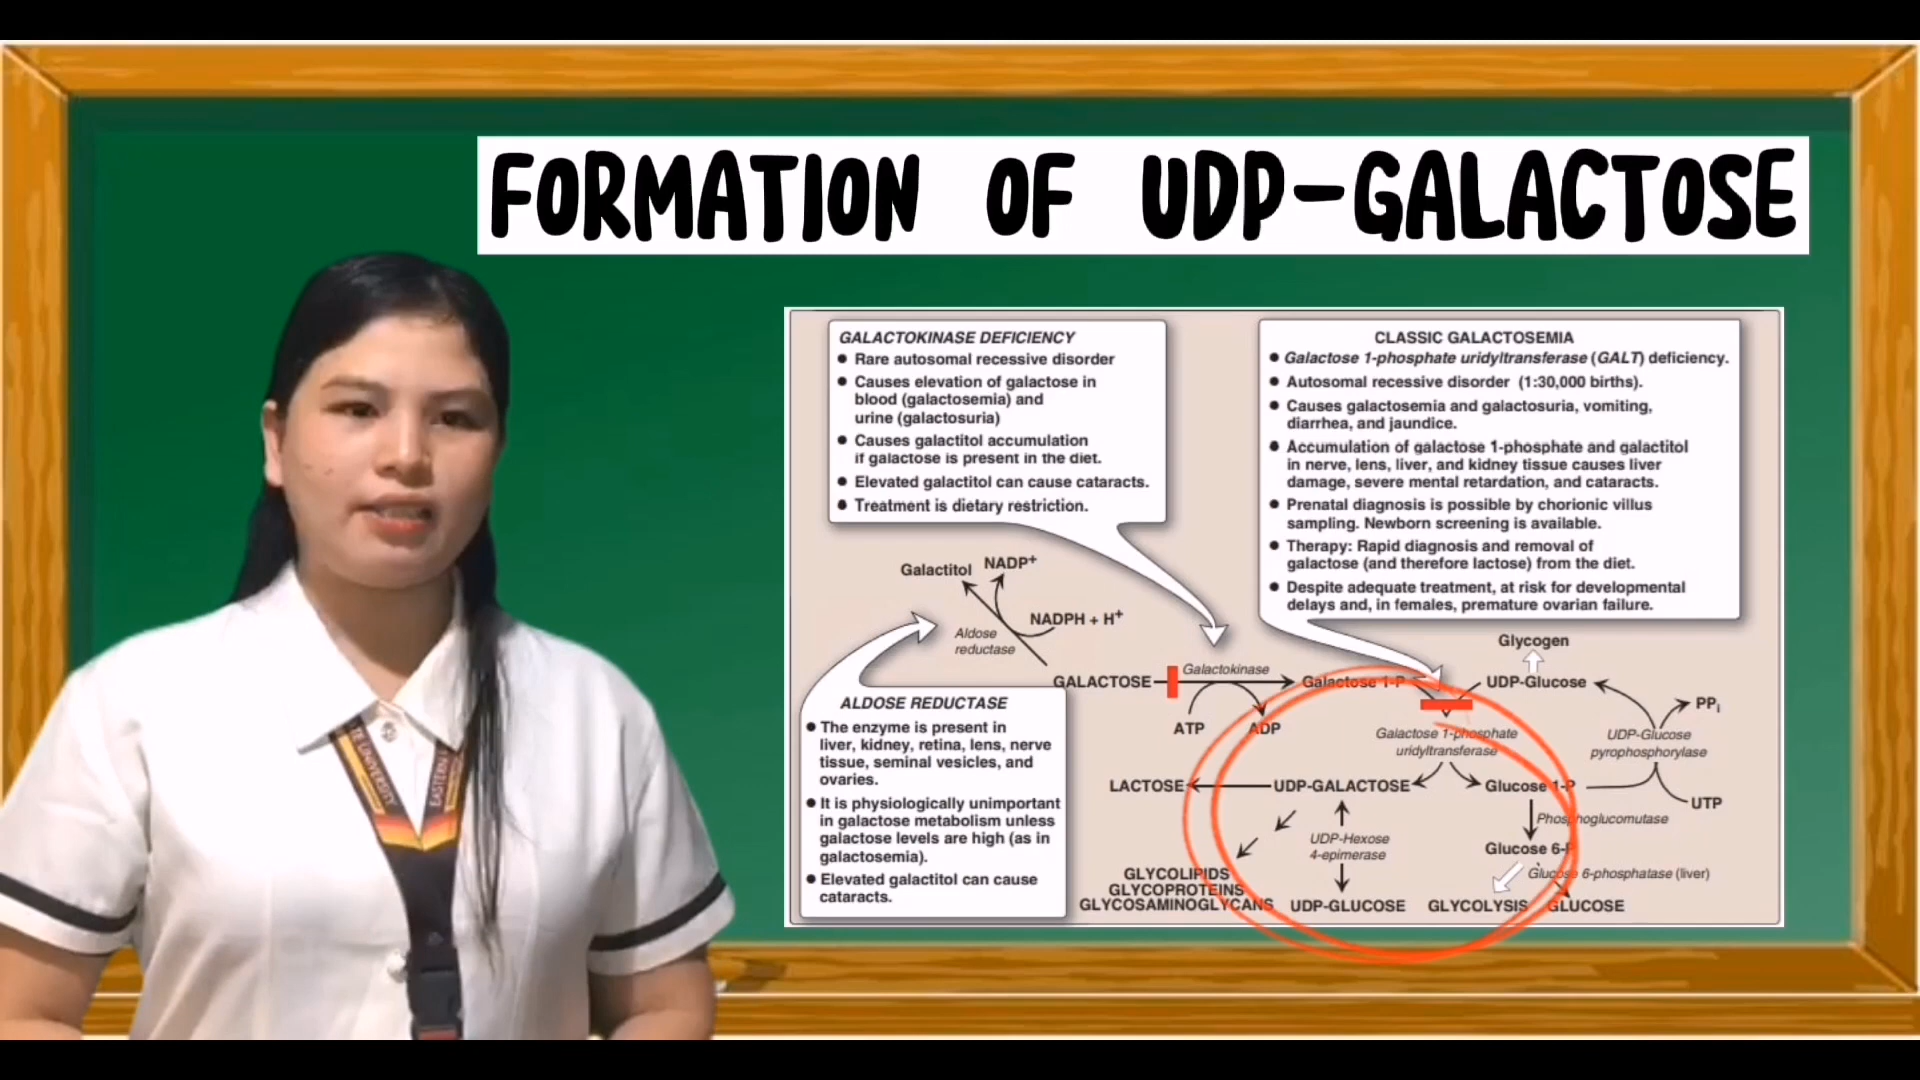 FORMATION OF UDP-GALACTOSE
GALACTOKINASE DEFICIENCY
● Rare autosomal recessive disorder
● Causes elevation of galactose in
blood (galactosemia) and
urine (galactosuria)
● Causes galactitol accumulation
if galactose is present in the diet.
● Elevated galactitol can cause cataracts.
● Treatment is dietary restriction.
CLASSIC GALACTOSEMIA
● Galactose 1-phosphate uridyltransferase (GALT) deficiency.
● Autosomal recessive disorder (1:30,000 births).
● Causes galactosemia and galactosuria, vomiting,
diarrhea, and jaundice.
● Accumulation of galactose 1-phosphate and galactitol
in nerve, lens, liver, and kidney tissue causes liver
damage, severe mental retardation, and cataracts.
● Prenatal diagnosis is possible by chorionic villus
sampling. Newborn screening is available.
● Therapy: Rapid diagnosis and removal of
galactose (and therefore lactose) from the diet.
● Despite adequate treatment, at risk for developmental
delays and, in females, premature ovarian failure.
Galactitol
NADP+
NADPH + H+
Aldose
reductase
GALACTOSE
Galactokinase
ATP
ADP
Galactose 1-P
UDP-Glucose
Glycogen
PPi
Galactose 1-phosphate
uridyltransferase
UDP-Glucose
pyrophosphorylase
LACTOSE
UDP-GALACTOSE
Glucose 1-P
UTP
Phosphoglucomutase
UDP-Hexose
4-epimerase
Glucose 6-P
Glucose 6-phosphatase (liver)
GLYCOLIPIDS
GLYCOPROTEINS
GLYCOSAMINOGLYCANS
UDP-GLUCOSE
GLYCOLYSIS
GLUCOSE
ALDOSE REDUCTASE
● The enzyme is present in
liver, kidney, retina, lens, nerve
tissue, seminal vesicles, and
ovaries.
● It is physiologically unimportant
in galactose metabolism unless
galactose levels are high (as in
galactosemia).
● Elevated galactitol can cause
cataracts.
UNIVERSITY
EASTERN